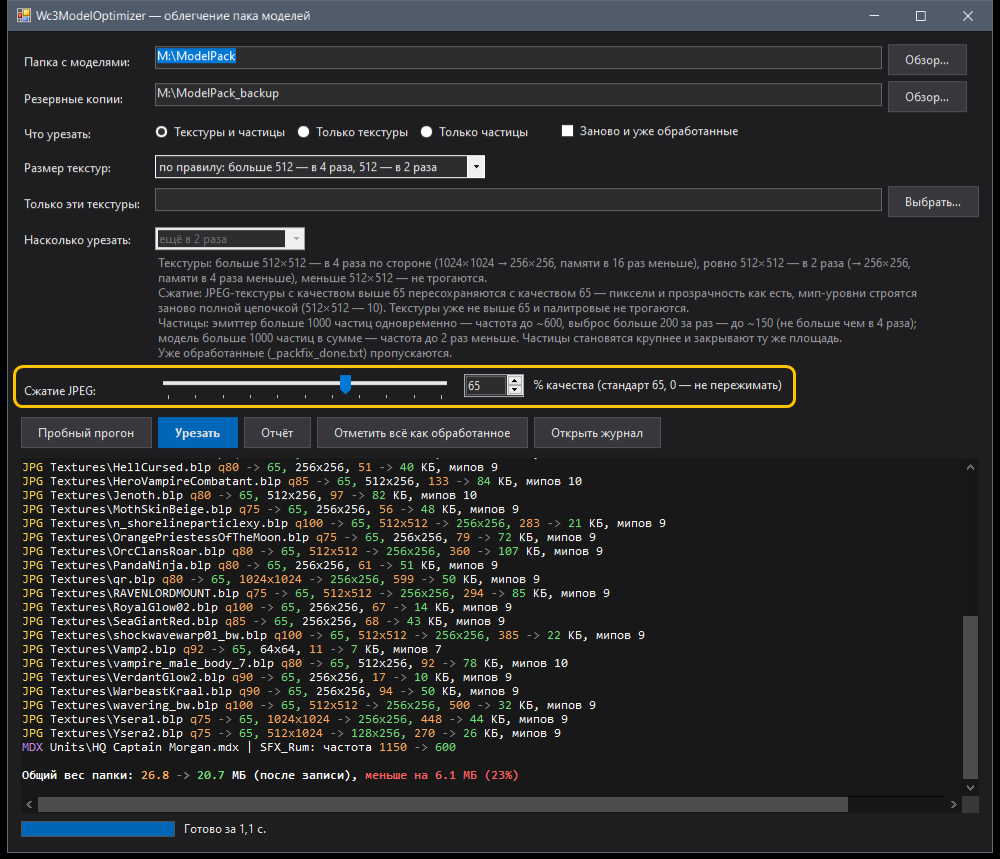 Wc3ModelOptimizer — облегчение пака моделей
Папка с моделями: M:\ModelPack Обзор...
Резервные копии: M:\ModelPack_backup Обзор...
Что урезать: Текстуры и частицы Только текстуры Только частицы Заново и уже обработанные
Размер текстур: по правилу: больше 512 — в 4 раза, 512 — в 2 раза
Только эти текстуры: Выбрать...
Насколько урезать: ещё в 2 раза
Текстуры: больше 512×512 — в 4 раза по стороне (1024×1024 → 256×256, памяти в 16 раз меньше), ровно 512×512 — в 2 раза (→ 256×256,
памяти в 4 раза меньше), меньше 512×512 — не трогаются.
Сжатие: JPEG-текстуры с качеством выше 65 пересохраняются с качеством 65 — пиксели и прозрачность как есть, мип-уровни строятся
заново полной цепочкой (512×512 — 10). Текстуры уже не выше 65 и палитровые не трогаются.
Частицы: эмиттер больше 1000 частиц одновременно — частота до ~600, выброс больше 200 за раз — до ~150 (не больше чем в 4 раза);
модель больше 1000 частиц в сумме — частота до 2 раз меньше. Частицы становятся крупнее и закрывают ту же площадь.
Уже обработанные (_packfix_done.txt) пропускаются.
Сжатие JPEG: 65 % качества (стандарт 65, 0 — не пережимать)
Пробный прогон Урезать Отчёт Отметить всё как обработанное Открыть журнал
JPG Textures\HellCursed.blp q80 -> 65, 256x256, 51 -> 40 КБ, мипов 9
JPG Textures\HeroVampireCombatant.blp q85 -> 65, 512x256, 133 -> 84 КБ, мипов 10
JPG Textures\Jenoth.blp q80 -> 65, 512x256, 97 -> 82 КБ, мипов 10
JPG Textures\MothSkinBeige.blp q75 -> 65, 256x256, 56 -> 48 КБ, мипов 9
JPG Textures\n_shorelineparticlexy.blp q100 -> 65, 512x512 -> 256x256, 283 -> 21 КБ, мипов 9
JPG Textures\OrangePriestessOfTheMoon.blp q75 -> 65, 256x256, 79 -> 72 КБ, мипов 9
JPG Textures\OrcClansRoar.blp q80 -> 65, 512x512 -> 256x256, 360 -> 107 КБ, мипов 9
JPG Textures\PandaNinja.blp q80 -> 65, 256x256, 61 -> 51 КБ, мипов 9
JPG Textures\qr.blp q80 -> 65, 1024x1024 -> 256x256, 599 -> 50 КБ, мипов 9
JPG Textures\RAVENLORDMOUNT.blp q75 -> 65, 512x512 -> 256x256, 294 -> 85 КБ, мипов 9
JPG Textures\RoyalGlow02.blp q100 -> 65, 256x256, 67 -> 14 КБ, мипов 9
JPG Textures\SeaGiantRed.blp q85 -> 65, 256x256, 68 -> 43 КБ, мипов 9
JPG Textures\shockwavewarp01_bw.blp q100 -> 65, 512x512 -> 256x256, 385 -> 22 КБ, мипов 9
JPG Textures\Vamp2.blp q92 -> 65, 64x64, 11 -> 7 КБ, мипов 7
JPG Textures\vampire_male_body_7.blp q80 -> 65, 512x256, 92 -> 78 КБ, мипов 10
JPG Textures\VerdantGlow2.blp q90 -> 65, 256x256, 17 -> 10 КБ, мипов 9
JPG Textures\WarbeastKraal.blp q90 -> 65, 256x256, 94 -> 50 КБ, мипов 9
JPG Textures\wavering_bw.blp q100 -> 65, 512x512 -> 256x256, 500 -> 32 КБ, мипов 9
JPG Textures\Ysera1.blp q75 -> 65, 1024x1024 -> 256x256, 448 -> 44 КБ, мипов 9
JPG Textures\Ysera2.blp q75 -> 65, 512x1024 -> 128x256, 270 -> 26 КБ, мипов 9
MDX Units\HQ Captain Morgan.mdx | SFX_Rum: частота 1150 -> 600
Общий вес папки: 26.8 -> 20.7 МБ (после записи), меньше на 6.1 МБ (23%)
Готово за 1,1 с.